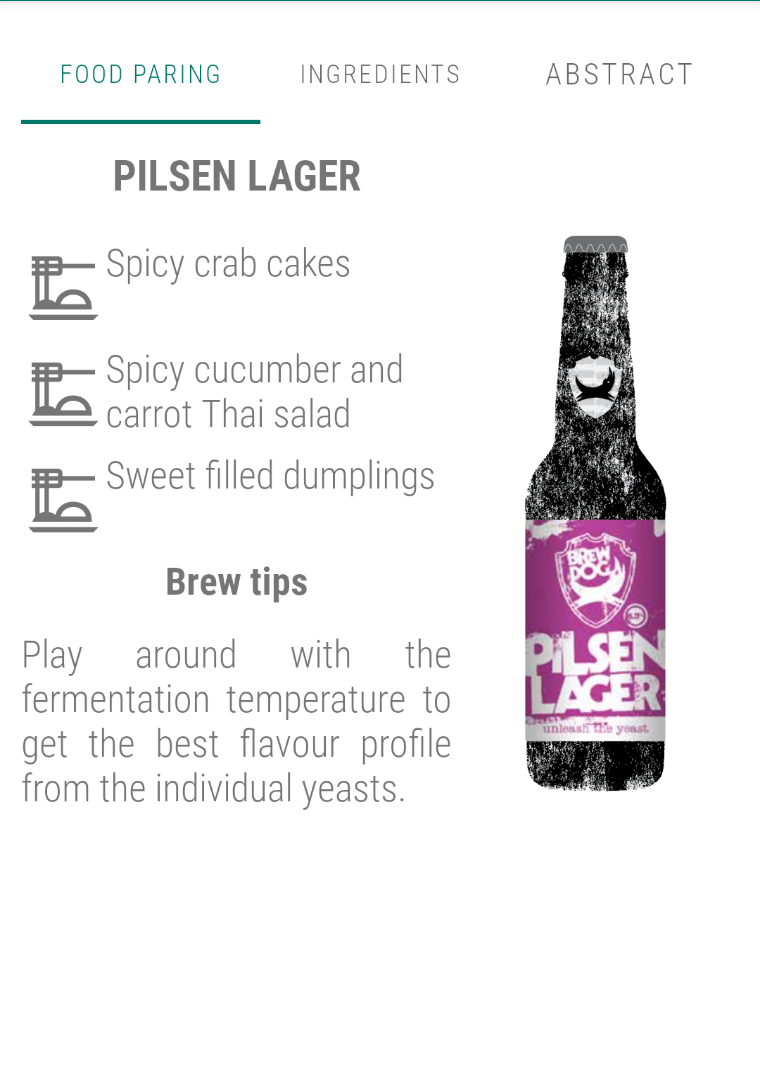 FOOD PARING
INGREDIENTS
ABSTRACT
PILSEN LAGER
Spicy crab cakes
Spicy cucumber and
carrot Thai salad
Sweet filled dumplings
Brew tips
Play around with the
fermentation temperature to
get the best flavour profile
from the individual yeasts.
BREW
DOG
PILSEN
LAGER
unleash the yeast